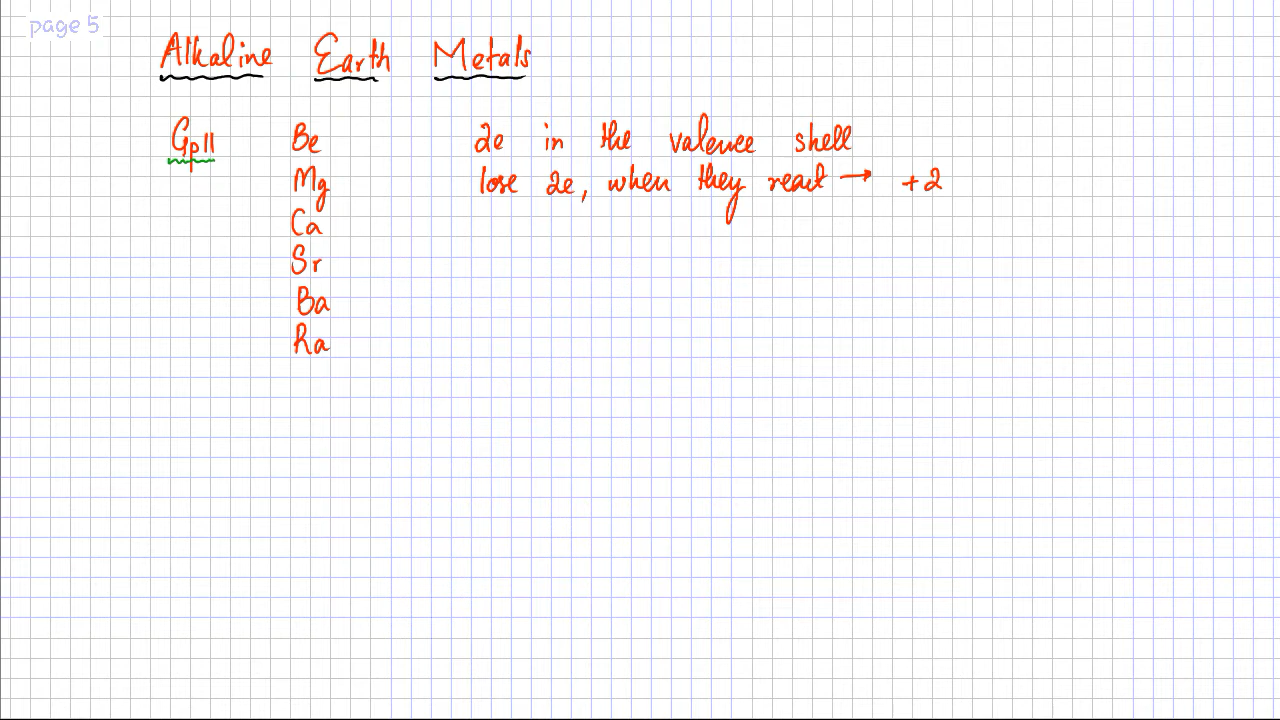 page 5
Alkaline Earth Metals
Gp II Be 2e in the valence shell
Mg lose 2e, when they react → +2
Ca
Sr
Ba
Ra